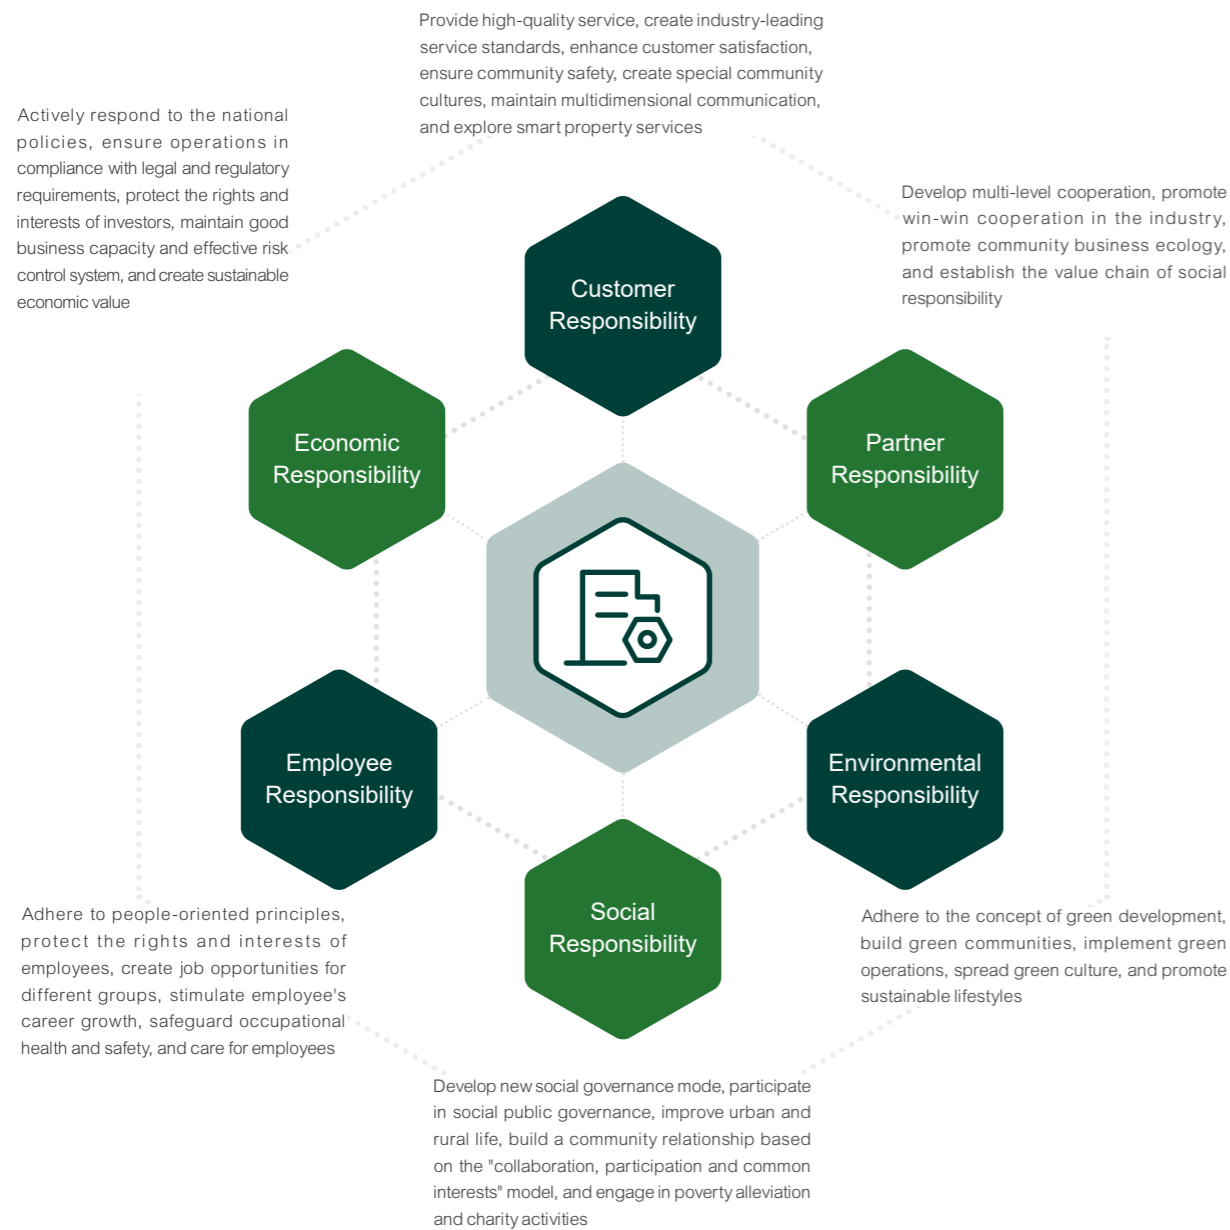 Provide high-quality service, create industry-leading
service standards, enhance customer satisfaction,
ensure community safety, create special community
cultures, maintain multidimensional communication,
and explore smart property services
Actively respond to the national
policies, ensure operations in
compliance with legal and regulatory
requirements, protect the rights and
interests of investors, maintain good
business capacity and effective risk
control system, and create sustainable
economic value
Develop multi-level cooperation, promote
win-win cooperation in the industry,
promote community business ecology,
and establish the value chain of social
responsibility
Customer
Responsibility
Economic
Responsibility
Partner
Responsibility
Employee
Responsibility
Environmental
Responsibility
Social
Responsibility
Adhere to people-oriented principles,
protect the rights and interests of
employees, create job opportunities for
different groups, stimulate employee's
career growth, safeguard occupational
health and safety, and care for employees
Adhere to the concept of green development,
build green communities, implement green
operations, spread green culture, and promote
sustainable lifestyles
Develop new social governance mode, participate
in social public governance, improve urban and
rural life, build a community relationship based
on the "collaboration, participation and common
interests" model, and engage in poverty alleviation
and charity activities